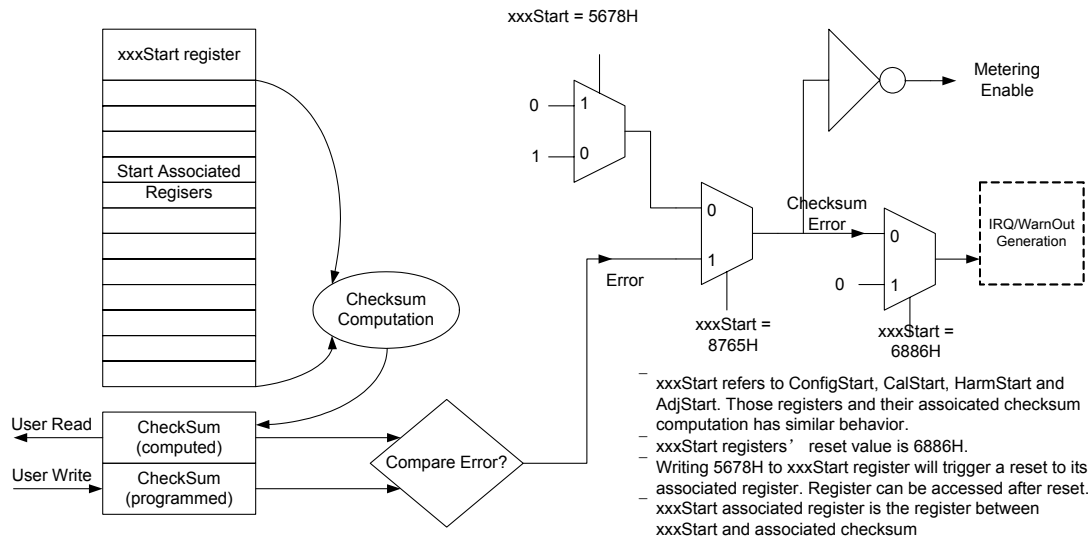 xxxStart register
Start Associated
Regisers
Checksum
Computation
User Read
CheckSum
(computed)
User Write
CheckSum
(programmed)
Compare Error?
xxxStart = 5678H
0
1
1
0
0
1
Error
xxxStart =
8765H
Checksum
Error
Metering
Enable
0
0
1
xxxStart =
6886H
IRQ/WarnOut
Generation
– xxxStart refers to ConfigStart, CalStart, HarmStart and
AdjStart. Those registers and their assoicated checksum
computation has similar behavior.
– xxxStart registers’ reset value is 6886H.
– Writing 5678H to xxxStart register will trigger a reset to its
associated register. Register can be accessed after reset.
– xxxStart associated register is the register between
xxxStart and associated checksum